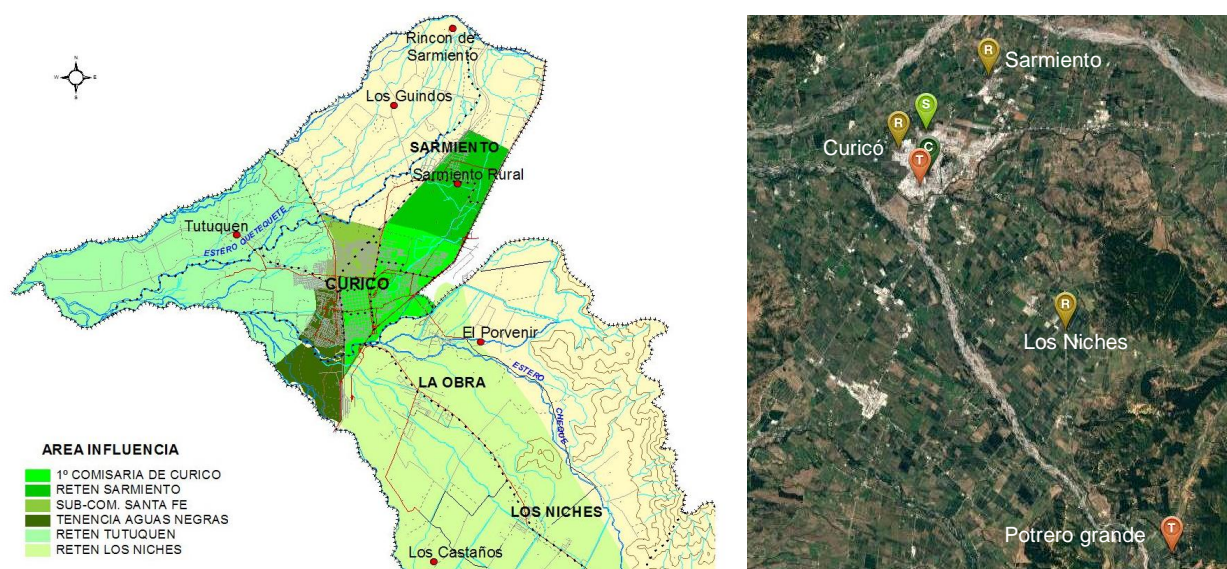 N
W
E
S
Rincon de
Sarmiento
Los Guindos
SARMIENTO
Sarmiento Rural
Tutuquen
ESTERO QUETEQUETE
CURICO
El Porvenir
LA OBRA
ESTERO
CHEQUE
LOS NICHES
Los Castaños
AREA INFLUENCIA
1º COMISARIA DE CURICO
RETEN SARMIENTO
SUB-COM. SANTA FE
TENENCIA AGUAS NEGRAS
RETEN TUTUQUEN
RETEN LOS NICHES
R
Sarmiento
S
R
Curicó
C
T
R
Los Niches
Potrero grande
T